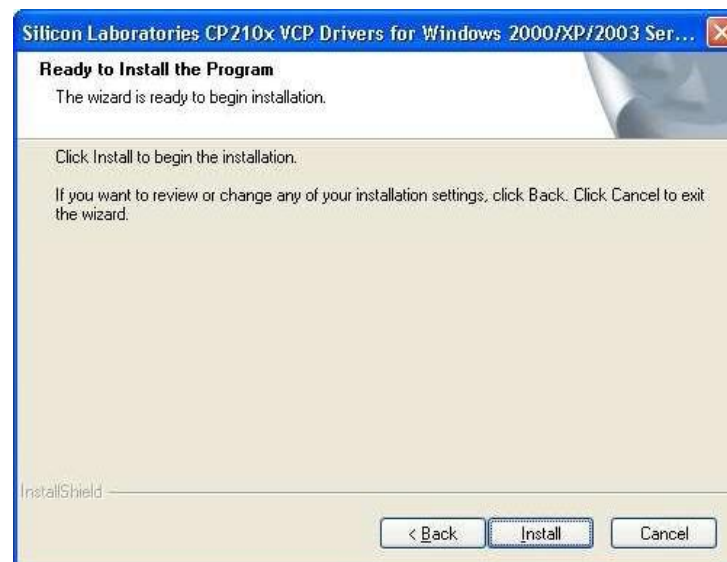 Silicon Laboratories CP210x VCP Drivers for Windows 2000/XP/2003 Ser...
Ready to Install the Program
The wizard is ready to begin installation.
Click Install to begin the installation.
If you want to review or change any of your installation settings, click Back. Click Cancel to exit
the wizard.
InstallShield
< Back
Install
Cancel